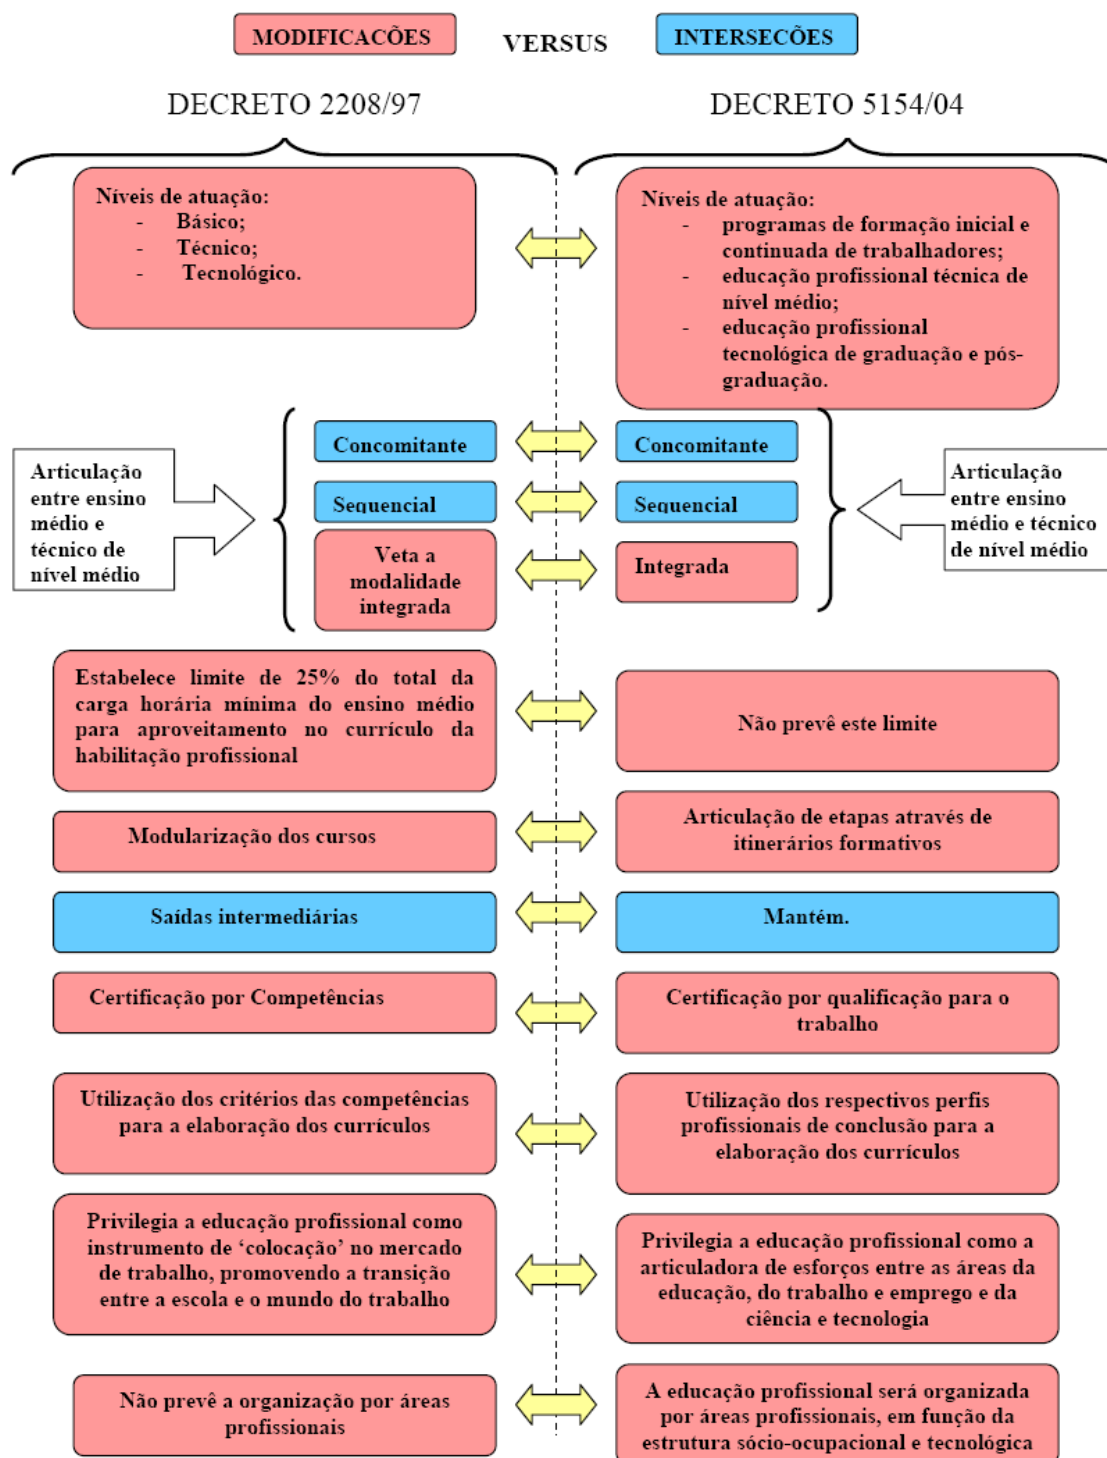 MODIFICACÕES VERSUS INTERSECÕES
DECRETO 2208/97
DECRETO 5154/04
Níveis de atuação:
- Básico;
- Técnico;
- Tecnológico.
Níveis de atuação:
- programas de formação inicial e
continuada de trabalhadores;
- educação profissional técnica de
nível médio;
- educação profissional
tecnológica de graduação e pós-
graduação.
Articulação
entre ensino
médio e
técnico de
nível médio
Concomitante
Sequencial
Veta a
modalidade
integrada
Concomitante
Sequencial
Integrada
Articulação
entre ensino
médio e técnico
de nível médio
Estabelece limite de 25% do total da
carga horária mínima do ensino médio
para aproveitamento no currículo da
habilitação profissional
Não prevê este limite
Modularização dos cursos
Articulação de etapas através de
itinerários formativos
Saídas intermediárias
Mantém.
Certificação por Competências
Certificação por qualificação para o
trabalho
Utilização dos critérios das competências
para a elaboração dos currículos
Utilização dos respectivos perfis
profissionais de conclusão para a
elaboração dos currículos
Privilegia a educação profissional como
instrumento de ‘colocação’ no mercado
de trabalho, promovendo a transição
entre a escola e o mundo do trabalho
Privilegia a educação profissional como a
articuladora de esforços entre as áreas da
educação, do trabalho e emprego e da
ciência e tecnologia
Não prevê a organização por áreas
profissionais
A educação profissional será organizada
por áreas profissionais, em função da
estrutura sócio-ocupacional e tecnológica